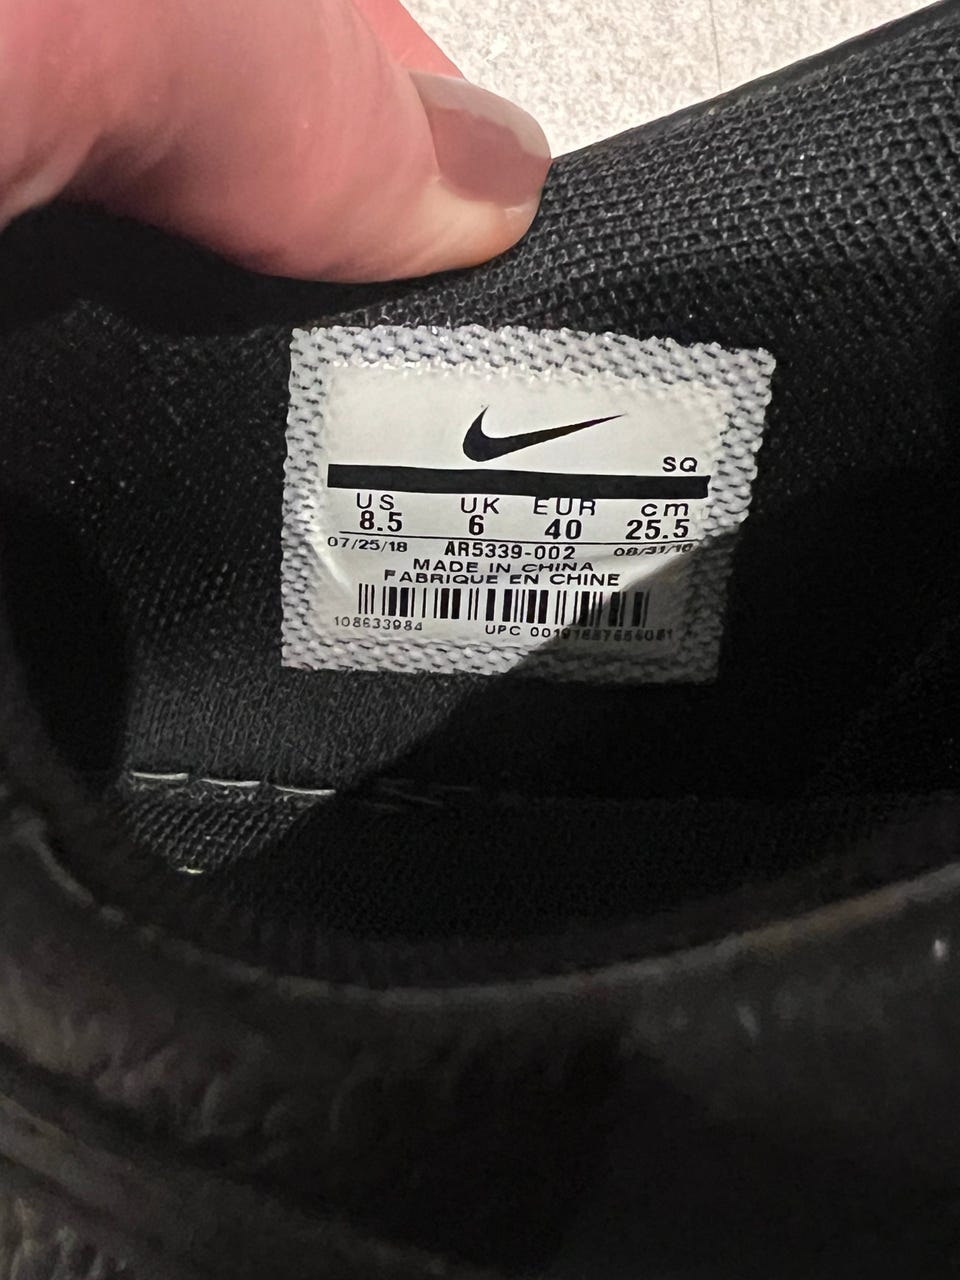 SQ
US UK EUR cm
8.5 6 40 25.5
07/25/18 AR5339-002
MADE IN CHINA
FABRIQUE EN CHINE
108633984 UPC